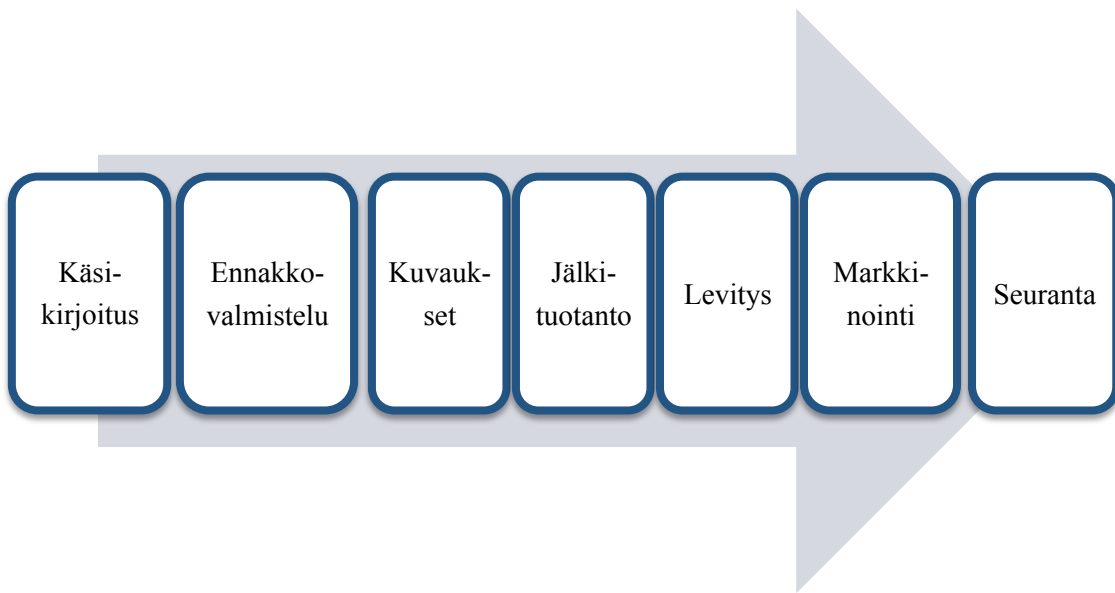 Käsi-
kirjoitus
Ennakko-
valmistelu
Kuvauk-
set
Jälki-
tuotanto
Levitys
Markki-
nointi
Seuranta